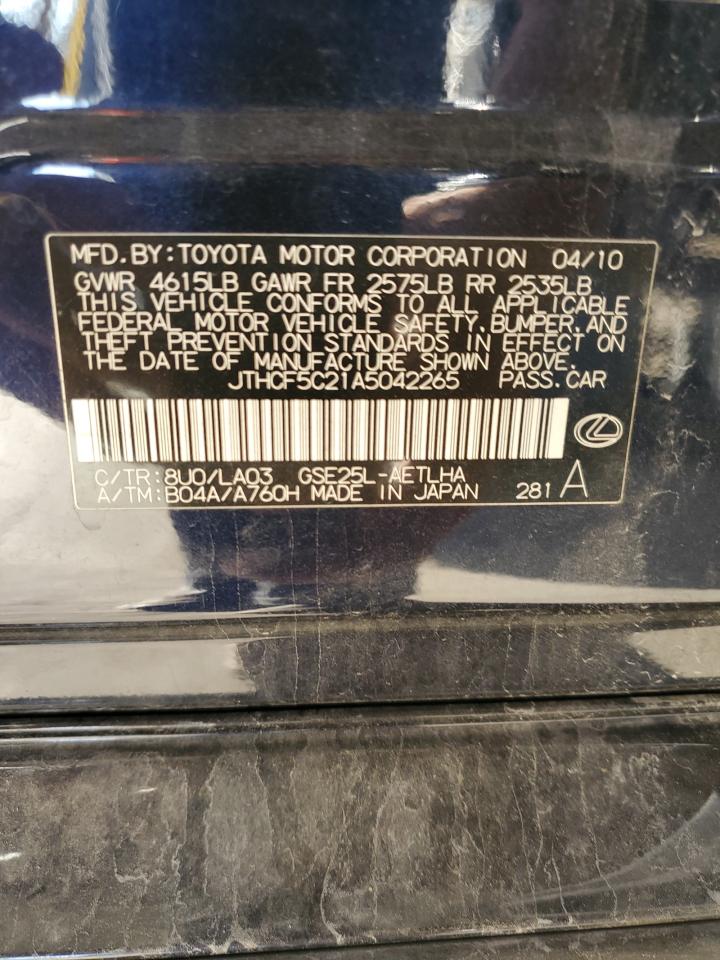 MFD.BY:TOYOTA MOTOR CORPORATION 04/10
GVWR 4615LB GAWR FR 2575LB RR 2535LB
THIS VEHICLE CONFORMS TO ALL APPLICABLE
FEDERAL MOTOR VEHICLE SAFETY, BUMPER, AND
THEFT PREVENTION STANDARDS IN EFFECT ON
THE DATE OF MANUFACTURE SHOWN ABOVE.
JTHCF5C21A5042265 PASS.CAR
C/TR:8U0/LA03 GSE25L-AETLHA
A/TM:B04A/A760H MADE IN JAPAN 281 A